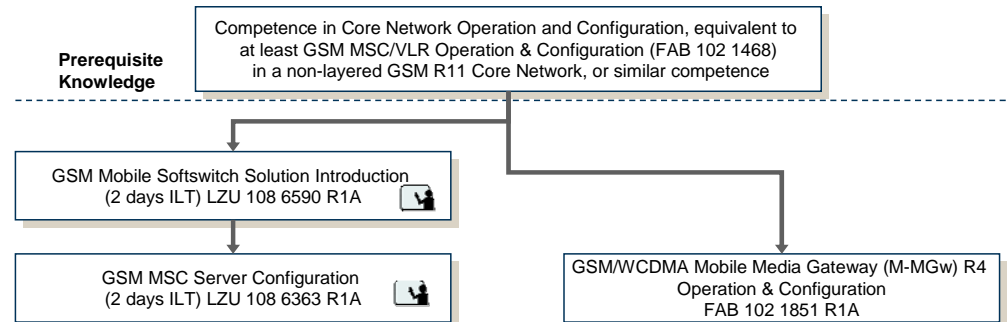 Competence in Core Network Operation and Configuration, equivalent to
at least GSM MSC/VLR Operation & Configuration (FAB 102 1468)
in a non-layered GSM R11 Core Network, or similar competence
Prerequisite
Knowledge
GSM Mobile Softswitch Solution Introduction
(2 days ILT) LZU 108 6590 R1A
GSM MSC Server Configuration
(2 days ILT) LZU 108 6363 R1A
GSM/WCDMA Mobile Media Gateway (M-MGw) R4
Operation & Configuration
FAB 102 1851 R1A